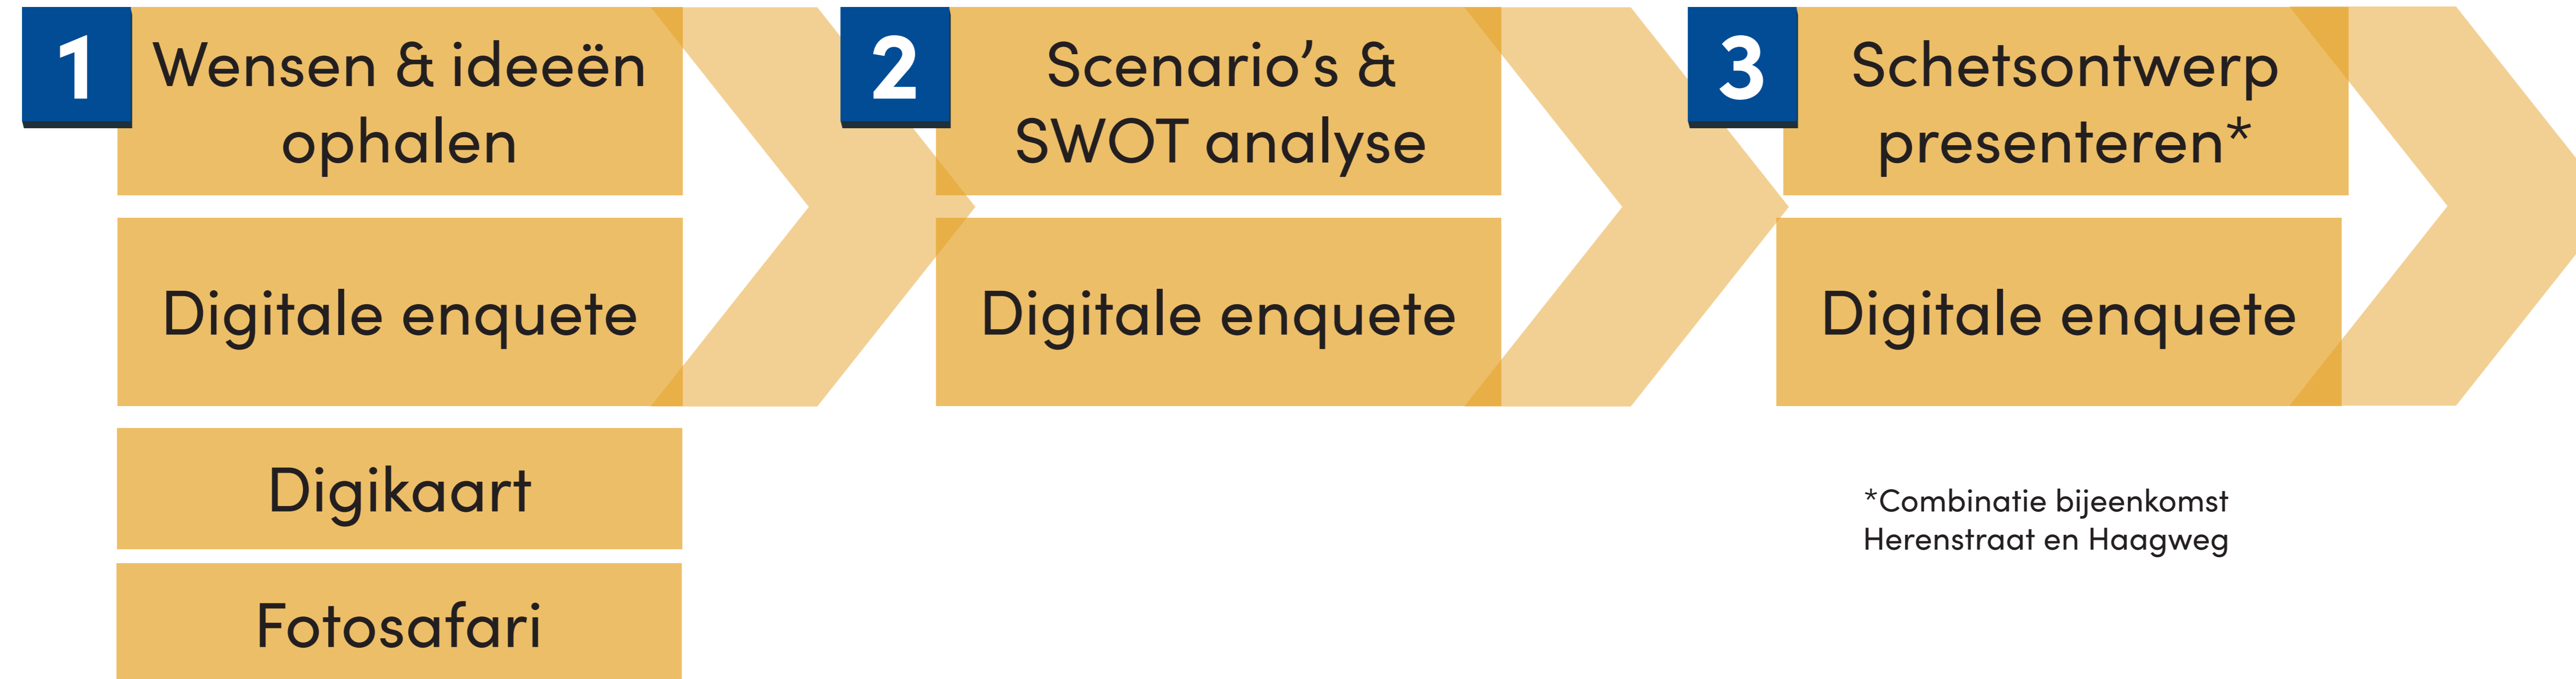 1
Wensen & ideeën
ophalen
Digitale enquete
Digikaart
Fotosafari
2
Scenario’s &
SWOT analyse
Digitale enquete
3
Schetsontwerp
presenteren*
Digitale enquete
*Combinatie bijeenkomst
Herenstraat en Haagweg